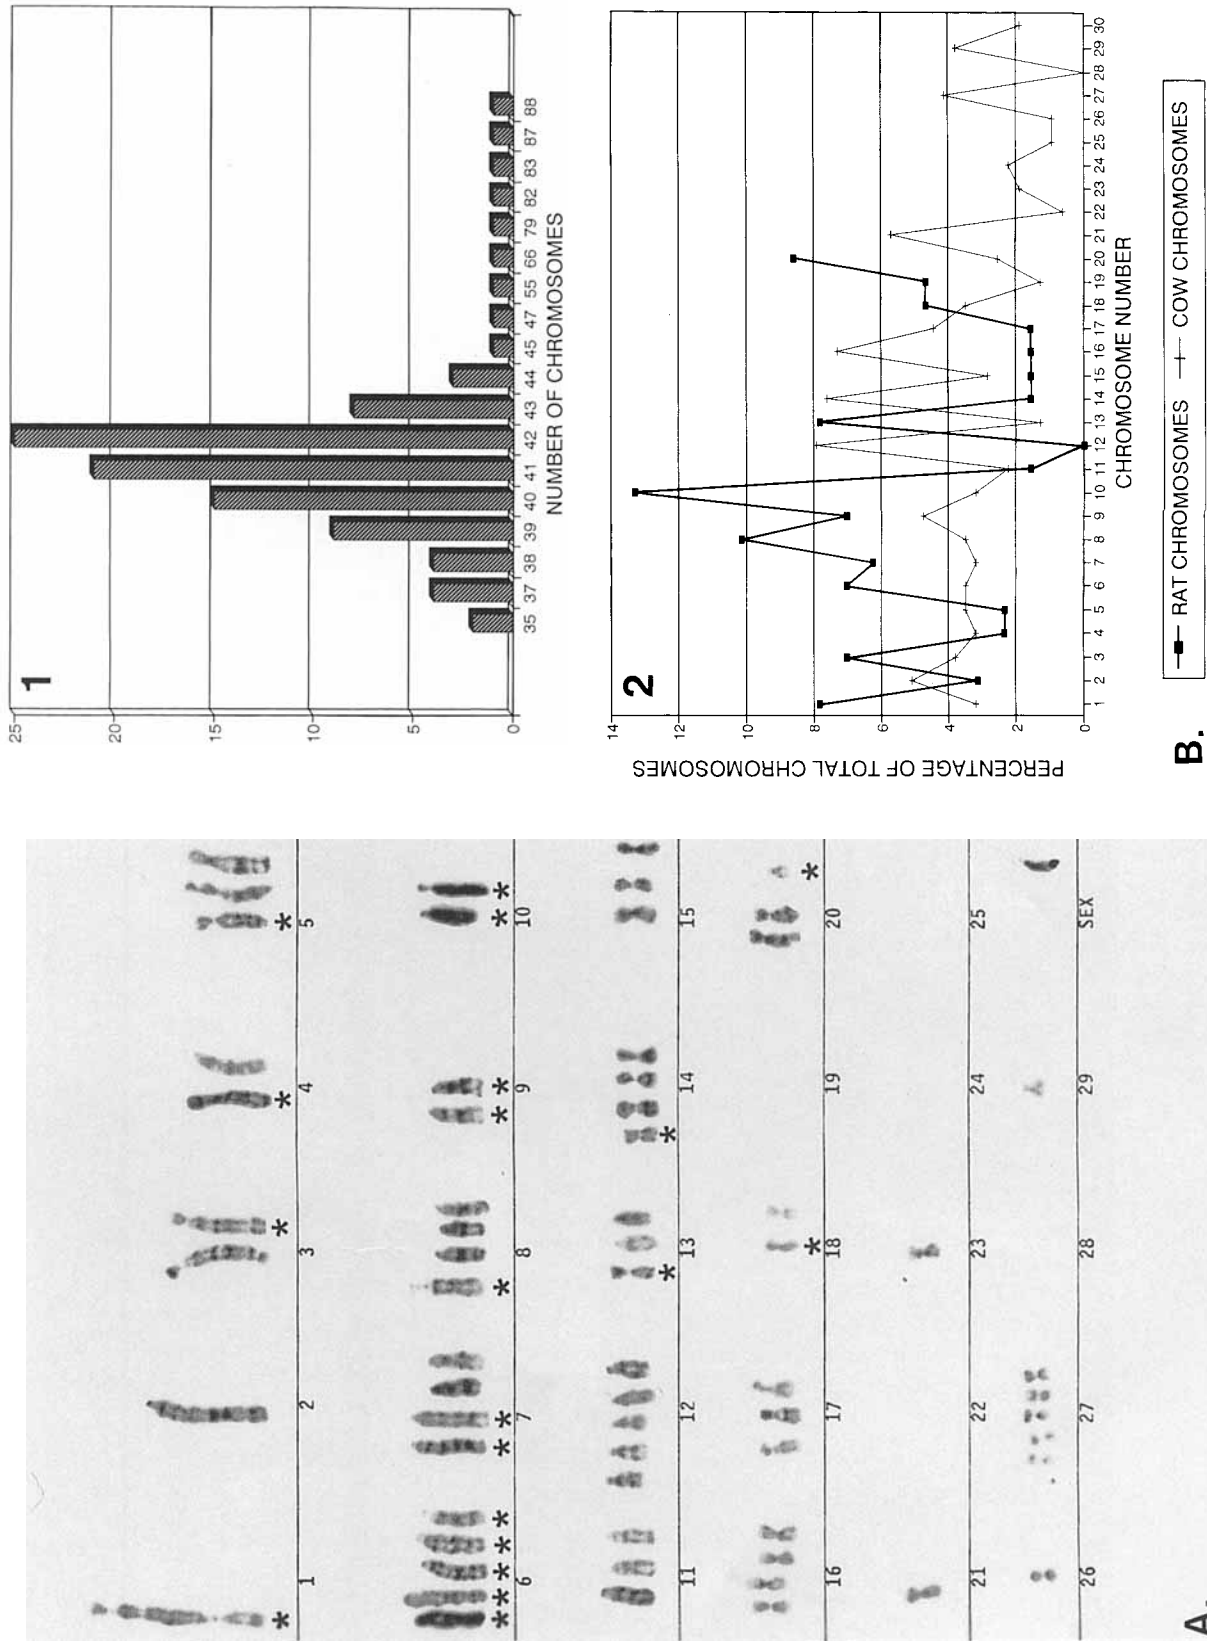 1
25
20
15
10
5
0
35 37 38 39 40 41 42 43 44 45 47 55 66 79 82 83 87 88
NUMBER OF CHROMOSOMES
2
PERCENTAGE OF TOTAL CHROMOSOMES
14
12
10
8
6
4
2
0
1 2 3 4 5 6 7 8 9 10 11 12 13 14 15 16 17 18 19 20 21 22 23 24 25 26 27 28 29 30
CHROMOSOME NUMBER
RAT CHROMOSOMES COW CHROMOSOMES
B.
* * * *
1 2 3 4 5
* * * * * * * * * * * *
6 7 8 9 10
* *
11 12 13 14 15
* *
16 17 18 19 20
21 22 23 24 25
26 27 28 29 SEX
A.